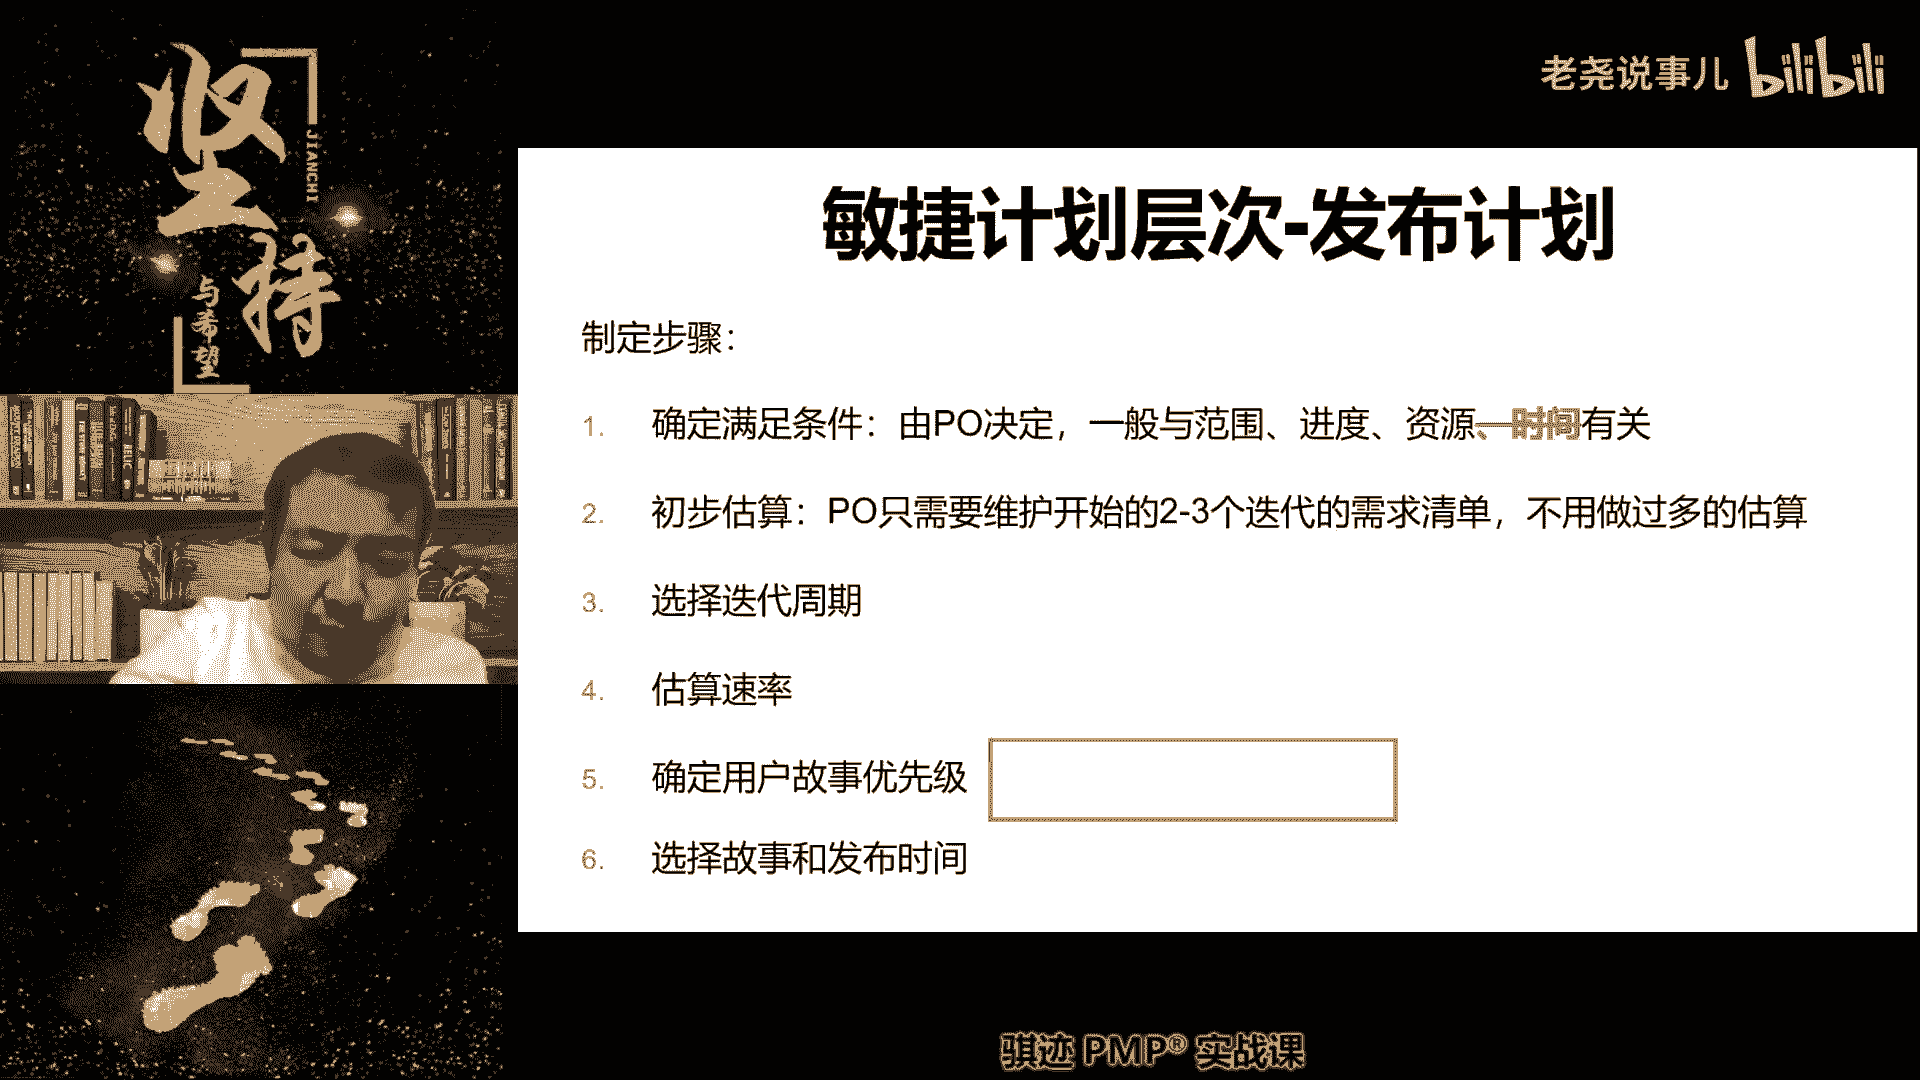 坚持
JIANCHI
与希望
老尧说事儿 bilibili
敏捷计划层次-发布计划
制定步骤：
1. 确定满足条件：由PO决定，一般与范围、进度、资源、时间有关
2. 初步估算：PO只需要维护开始的2-3个迭代的需求清单，不用做过多的估算
3. 选择迭代周期
4. 估算速率
5. 确定用户故事优先级
6. 选择故事和发布时间
骐迹 PMP® 实战课